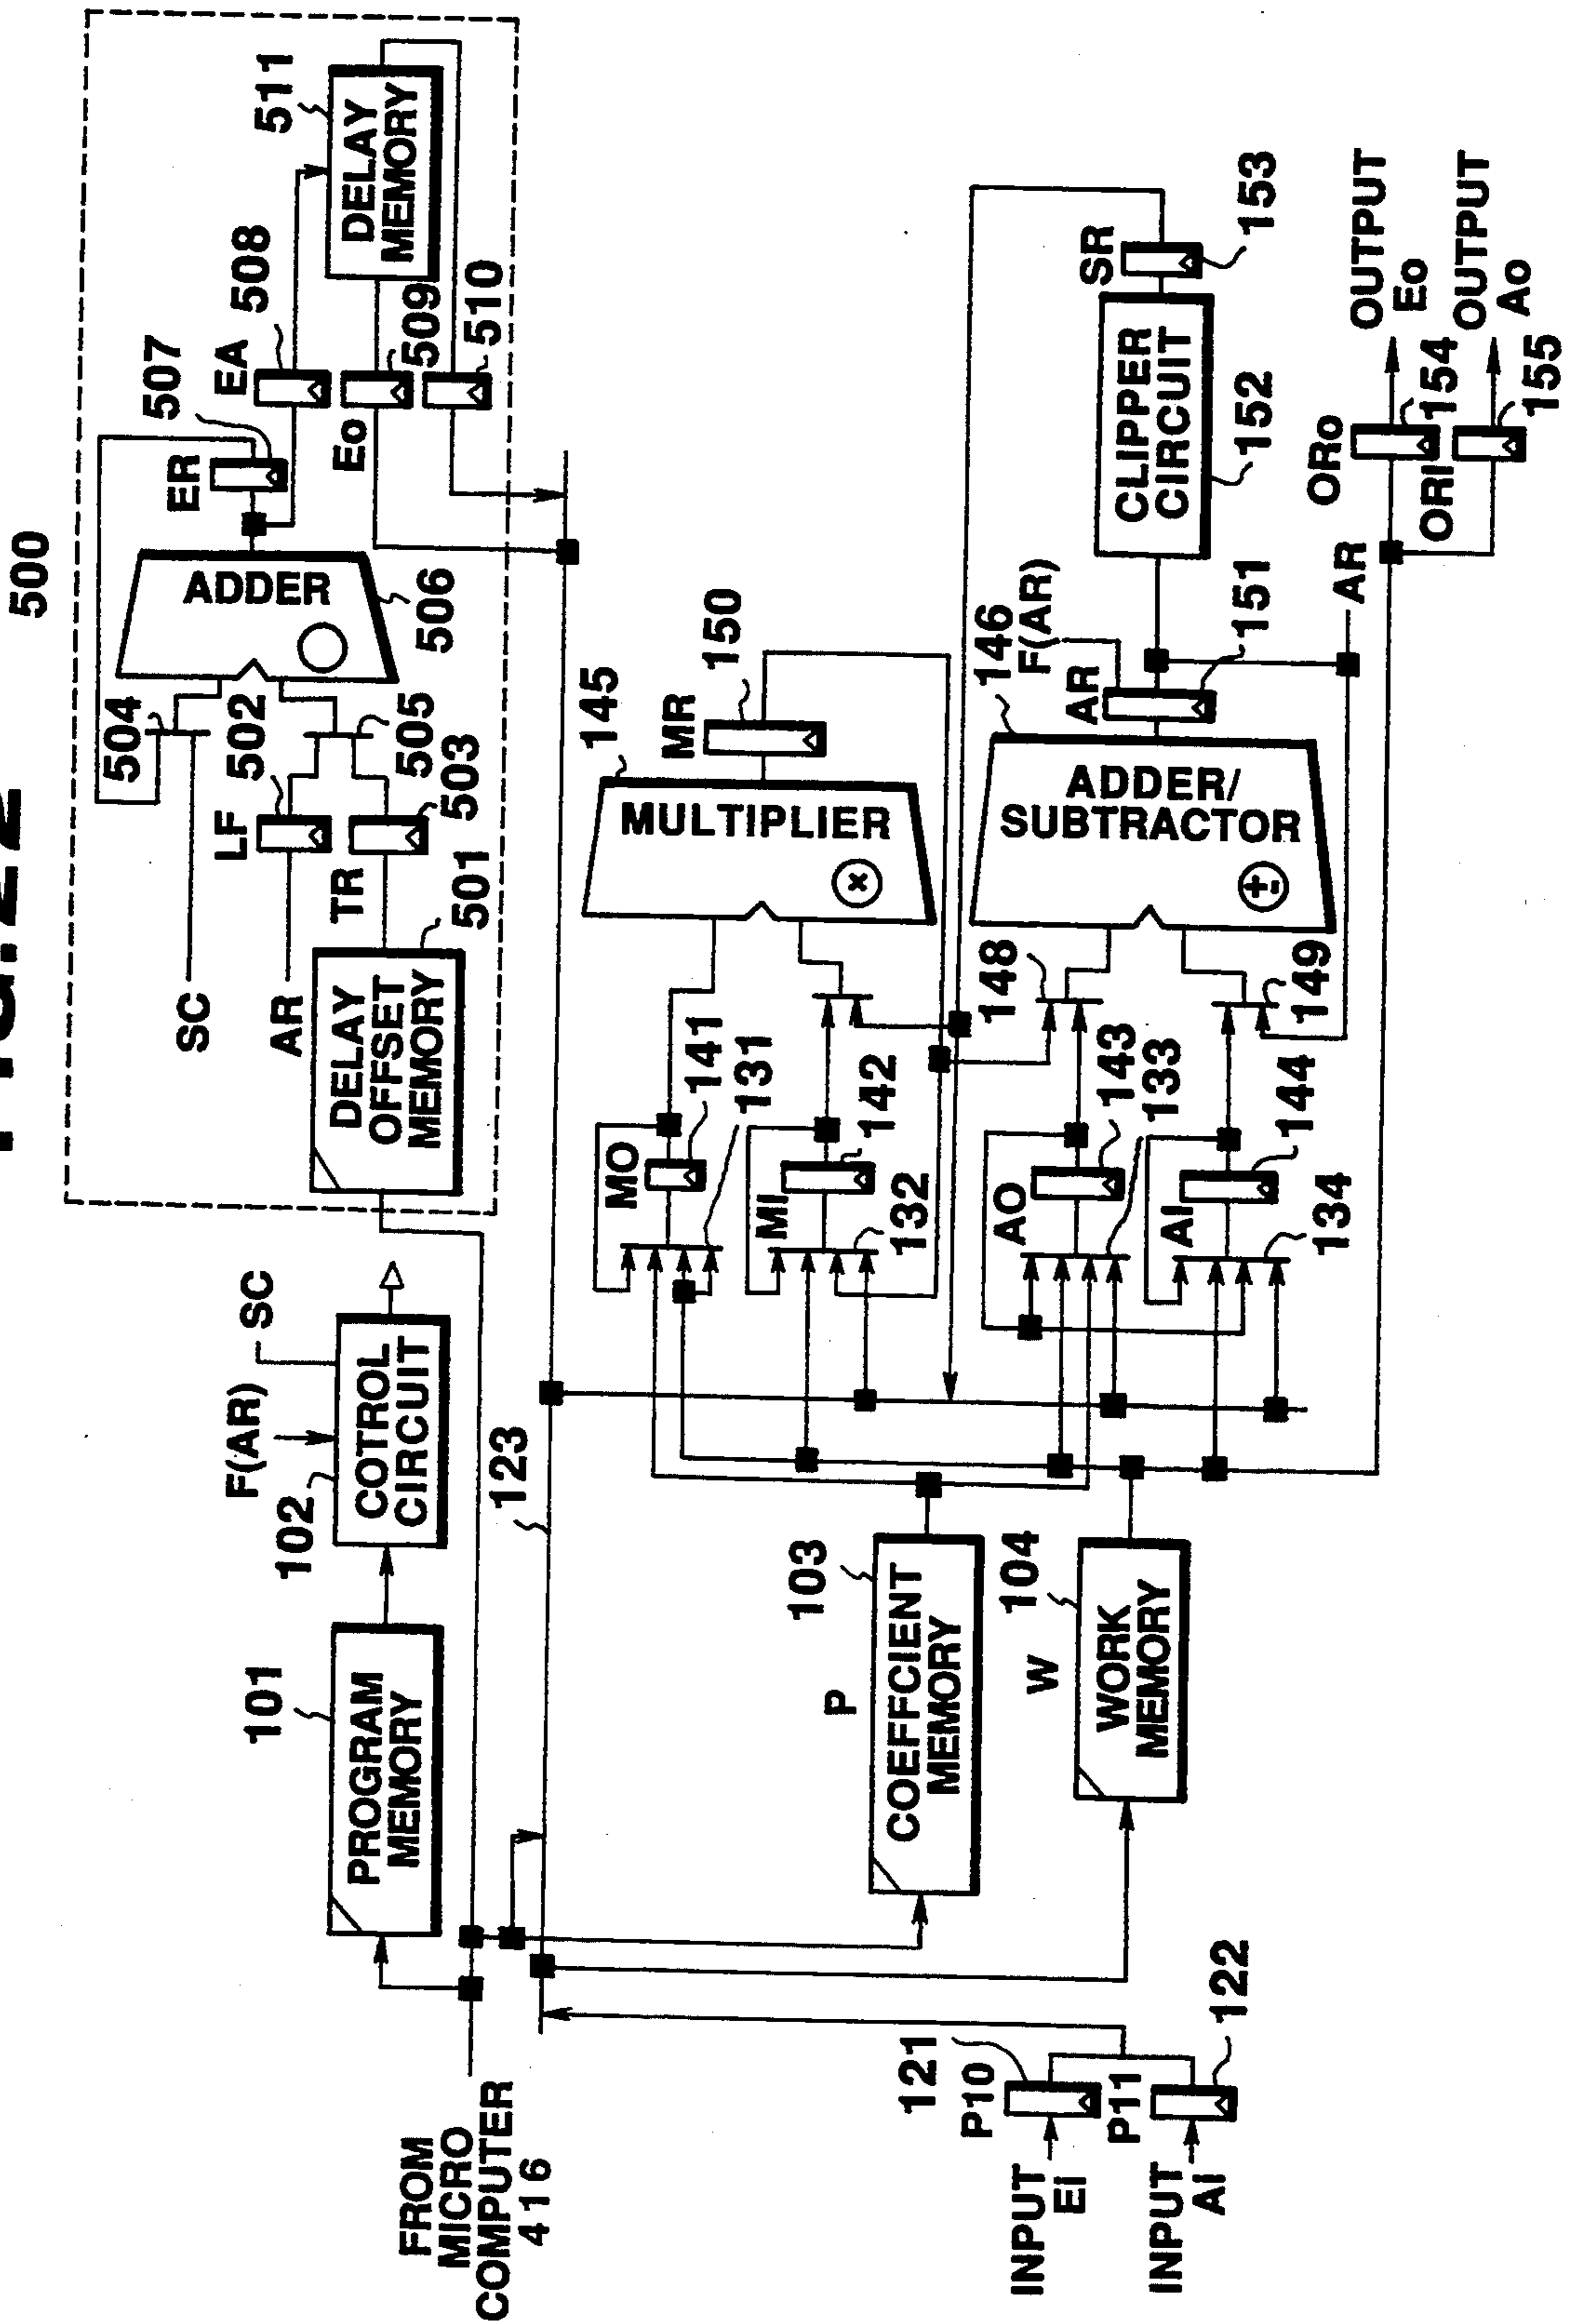 FIG. 22
500
DELAY
MEMORY
511
EA
508
507
ER
Eo
509
510
ADDER
506
504
502
505
LF
503
TR
501
SC
AR
DELAY
OFFSET
MEMORY
SC
F(AR)
102
COTROL
CIRCUIT
101
PROGRAM
MEMORY
123
FROM
MICRO
COMPUTER
416
145
MULTIPLIER
×
MR
150
MO
141
131
MI
142
132
146
F(AR)
AR
151
ADDER/
SUBTRACTOR
+-
148
149
AO
143
133
AI
144
134
CLIPPER
CIRCUIT
152
SR
153
AR
ORo
154
ORI
155
OUTPUT
Eo
OUTPUT
Ao
103
P
COEFFCIENT
MEMORY
104
W
WORK
MEMORY
121
P10
P11
122
INPUT
Ei
INPUT
Ai